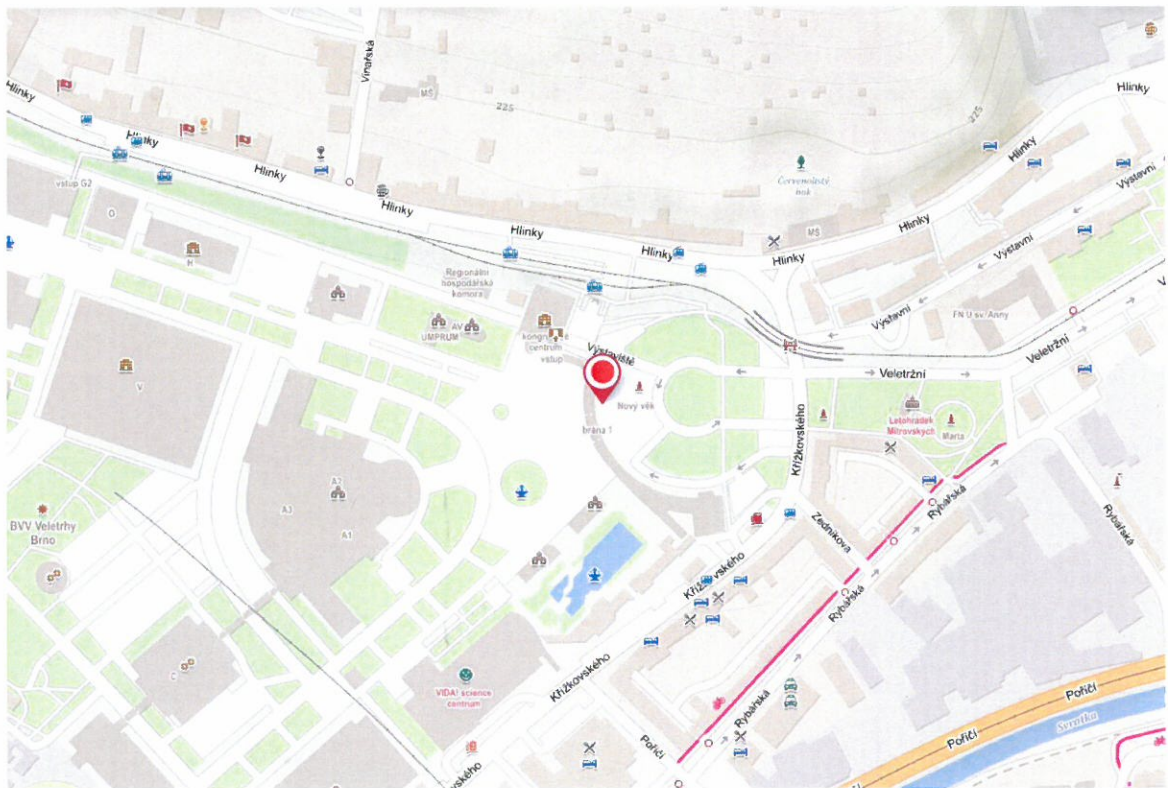 Hlinky
Vinařská
MŠ
225
225
Hlinky
Hlinky
Hlinky
Hlinky
Hlinky
Hlinky
Hlinky
Hlinky
Hlinky
vstup G2
O
H
Regionální
hospodářská
komora
Červenolistý
buk
MŠ
Výstavní
Výstavní
Výstavní
Výstavní
FN U sv. Anny
UMPRUM
AV
centrum
vstup
Výstaviště
Veletržní
Veletržní
V
Nový věk
brána 1
Křížkovského
Letohrádek
Mitrovských
Marta
A2
A3
A1
BVV Veletrhy
Brno
Zedníkova
Rybářská
Rybářská
Rybářská
Rybářská
Křížkovského
Křížkovského
C
VIDA! science
centrum
Poříčí
Poříčí
Poříčí
Svratka